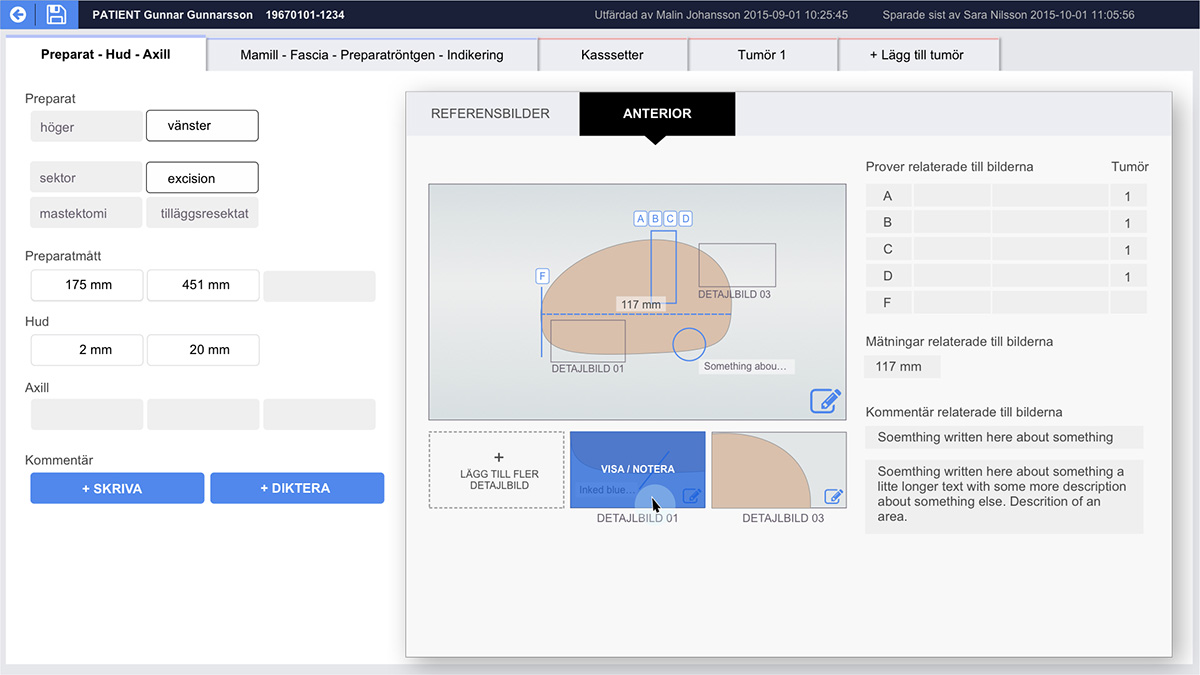 PATIENT Gunnar Gunnarsson 19670101-1234
Utfärdad av Malin Johansson 2015-09-01 10:25:45
Sparade sist av Sara Nilsson 2015-10-01 11:05:56
Preparat - Hud - Axill
Mamill - Fascia - Preparatröntgen - Indikering
Kasssetter
Tumör 1
+ Lägg till tumör
Preparat
höger
vänster
sektor
excision
mastektomi
tilläggsresektat
Preparatmått
175 mm
451 mm
Hud
2 mm
20 mm
Axill
Kommentär
+ SKRIVA
+ DIKTERA
REFERENSBILDER
ANTERIOR
A B C D
F
117 mm
DETAJLBILD 03
DETAJLBILD 01
Something abou...
+
LÄGG TILL FLER
DETAJLBILD
VISA / NOTERA
Inked blue...
DETAJLBILD 01
DETAJLBILD 03
Prover relaterade till bilderna Tumör
A 1
B 1
C 1
D 1
F
Mätningar relaterade till bilderna
117 mm
Kommentär relaterade till bilderna
Soemthing written here about something
Soemthing written here about something a
litte longer text with some more description
about something else. Descrition of an
area.